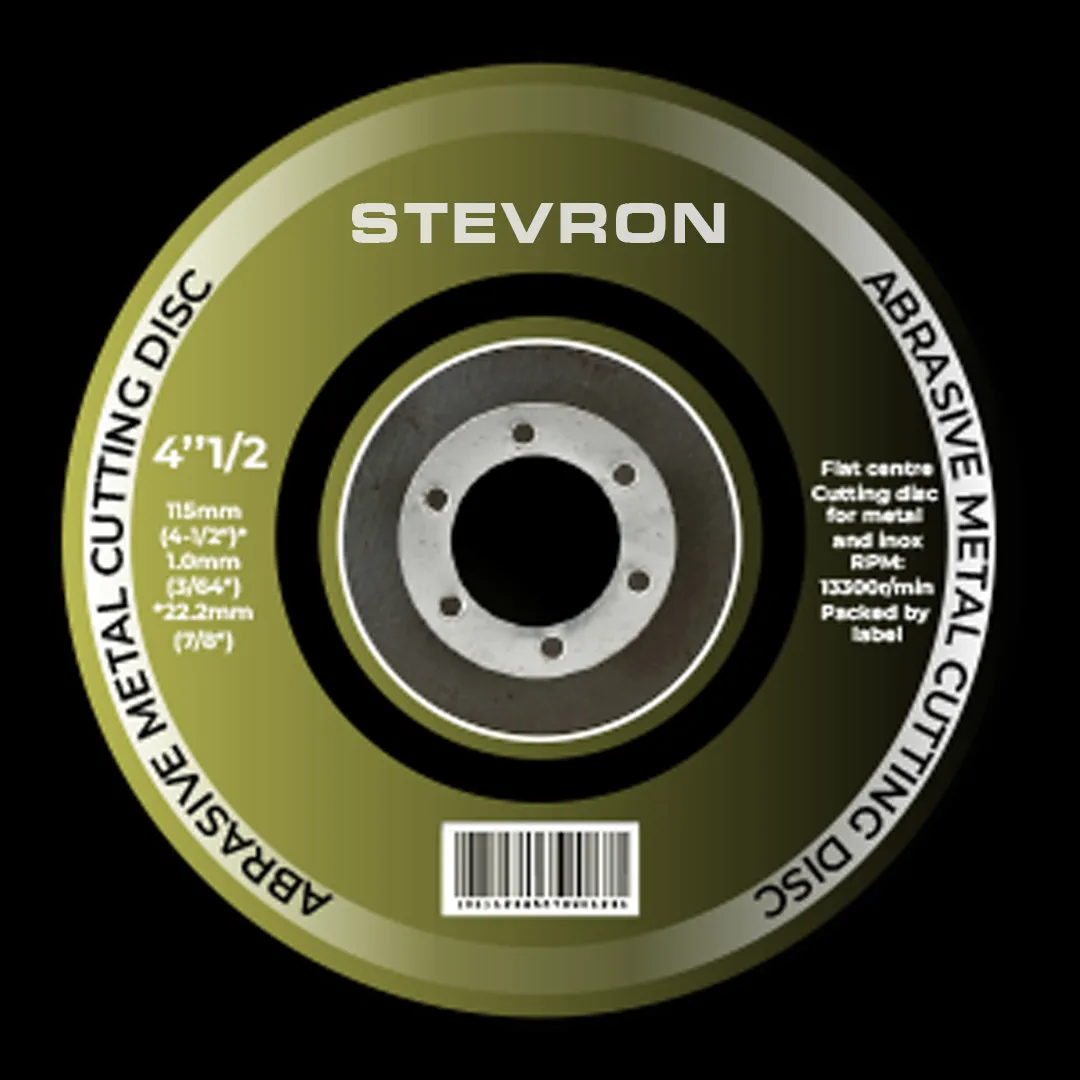 STEVRON
ABRASIVE METAL CUTTING DISC
ABRASIVE METAL CUTTING DISC
4’’1/2
115mm
(4-1/2")*
1.0mm
(3/64")
*22.2mm
(7/8")
Flat centre
Cutting disc
for metal
and inox
RPM:
13300r/min
Packed by
label